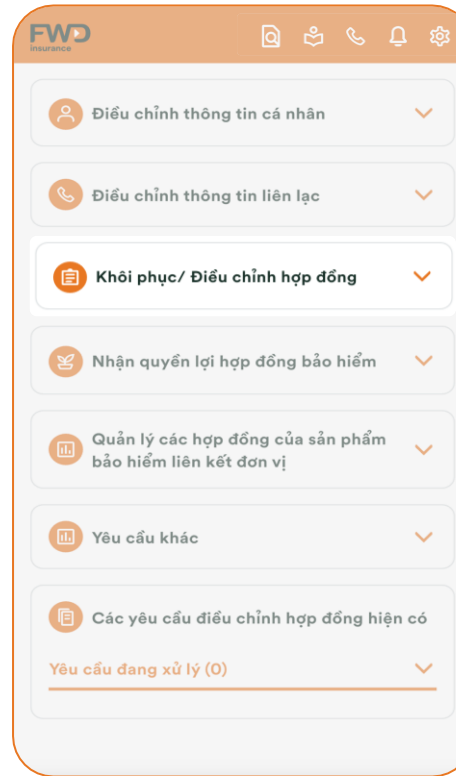 FWD
insurance
Điều chỉnh thông tin cá nhân
Điều chỉnh thông tin liên lạc
Khôi phục/ Điều chỉnh hợp đồng
Nhận quyền lợi hợp đồng bảo hiểm
Quản lý các hợp đồng của sản phẩm
bảo hiểm liên kết đơn vị
Yêu cầu khác
Các yêu cầu điều chỉnh hợp đồng hiện có
Yêu cầu đang xử lý (0)